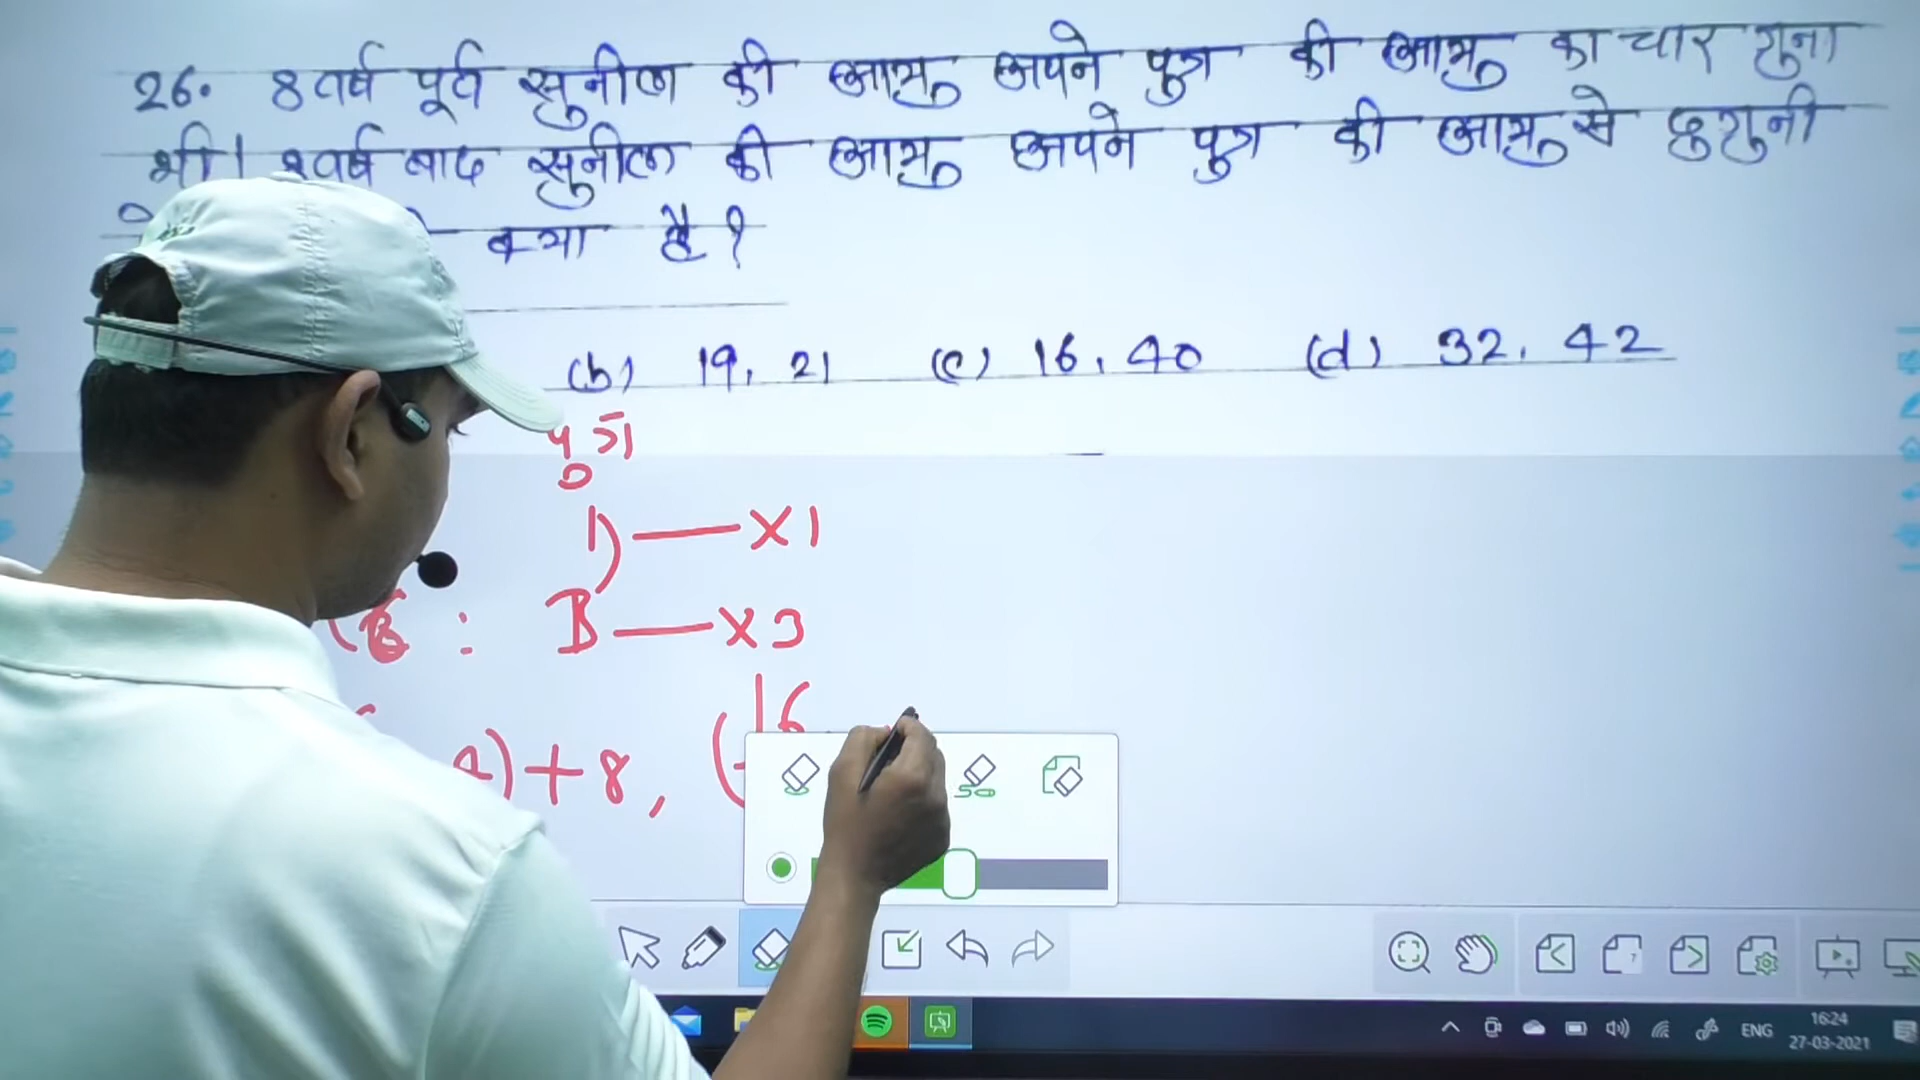 26. 8 वर्ष पूर्व सुनील की आयु अपने पुत्र की आयु का चार गुना
थी। वर्ष बाद सुनील की आयु अपने पुत्र की आयु से दुगुनी
क्या है?
(b) 19, 21 (c) 16, 40 (d) 32, 42
पुत्र
1) — x1
: — x3
16
2)+8, (
ENG
16:24
27-03-2021